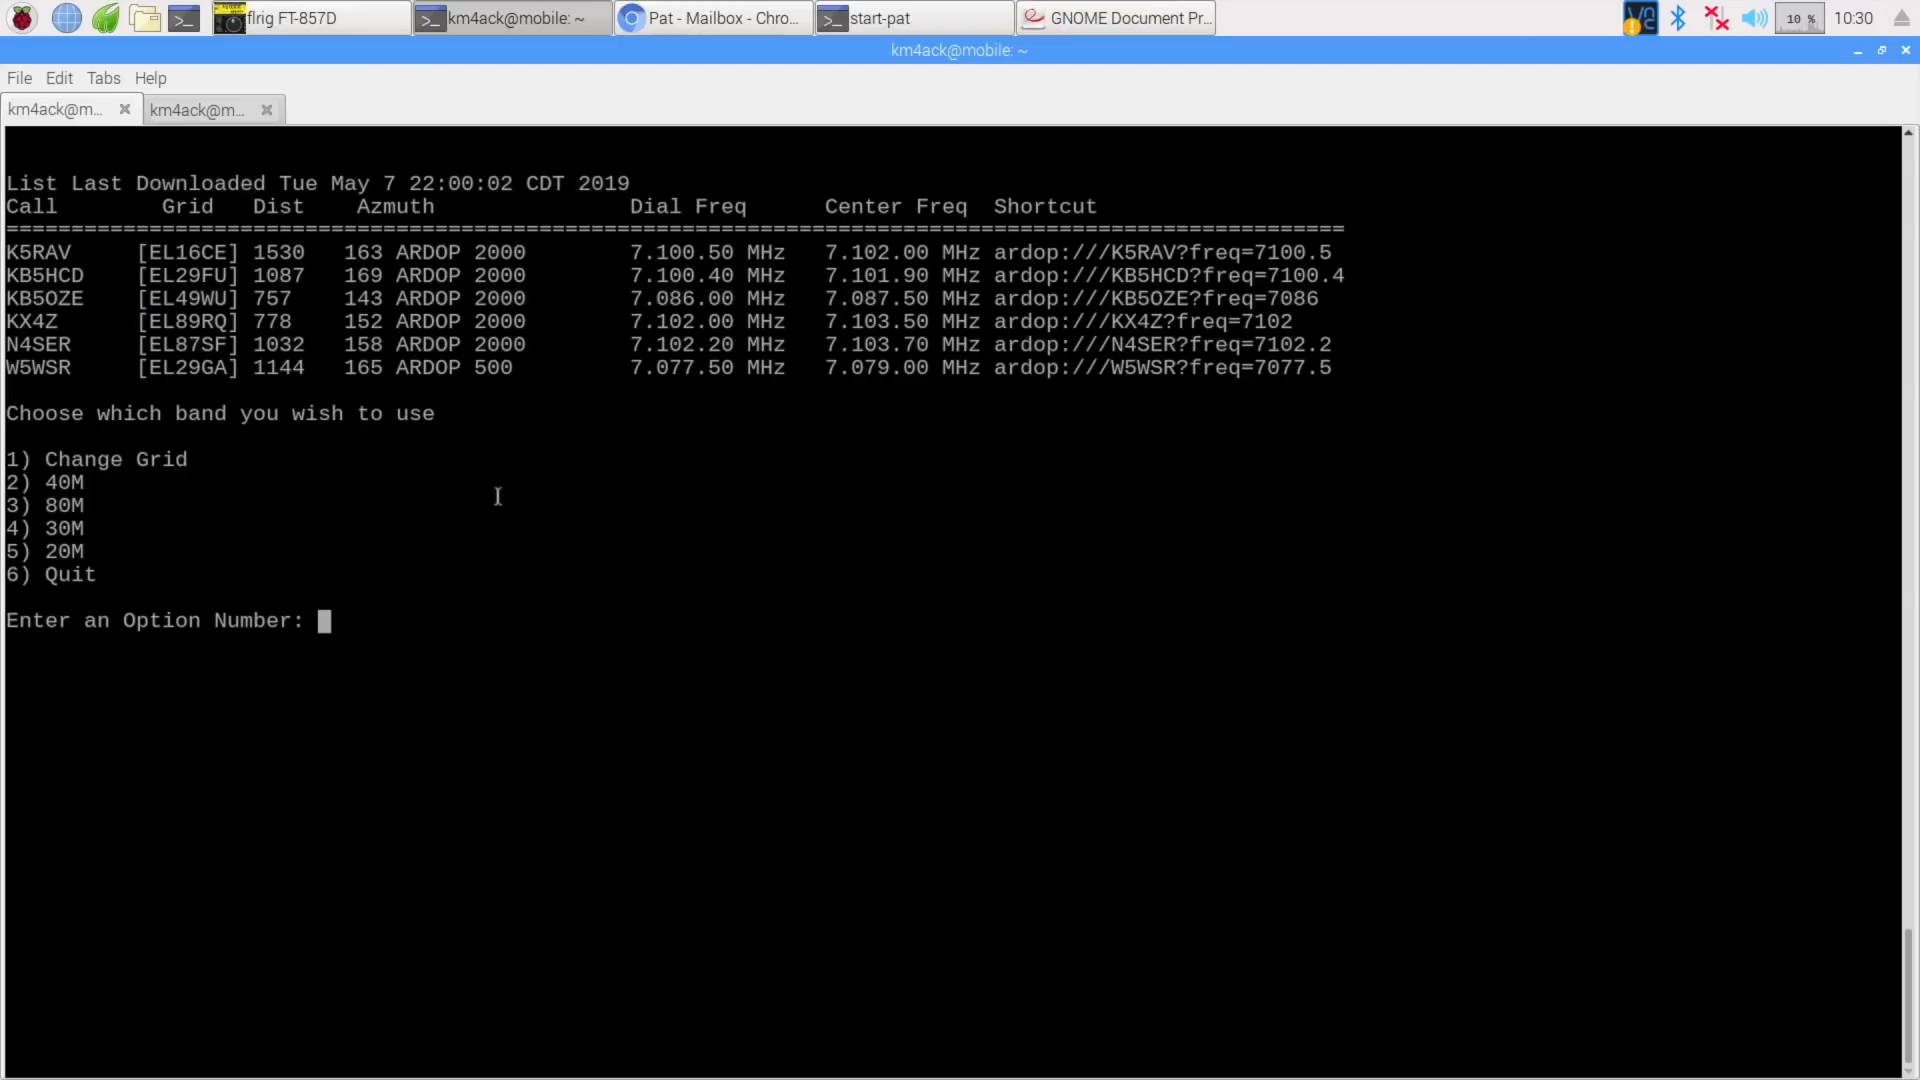 flrig FT-857D
km4ack@mobile: ~
Pat - Mailbox - Chro...
start-pat
GNOME Document Pr...
10 %
10:30
km4ack@mobile: ~
File Edit Tabs Help
km4ack@m...
km4ack@m...
List Last Downloaded Tue May 7 22:00:02 CDT 2019
Call Grid Dist Azmuth Dial Freq Center Freq Shortcut
=======================================================================================================
K5RAV [EL16CE] 1530 163 ARDOP 2000 7.100.50 MHz 7.102.00 MHz ardop:///K5RAV?freq=7100.5
KB5HCD [EL29FU] 1087 169 ARDOP 2000 7.100.40 MHz 7.101.90 MHz ardop:///KB5HCD?freq=7100.4
KB5OZE [EL49WU] 757 143 ARDOP 2000 7.086.00 MHz 7.087.50 MHz ardop:///KB5OZE?freq=7086
KX4Z [EL89RQ] 778 152 ARDOP 2000 7.102.00 MHz 7.103.50 MHz ardop:///KX4Z?freq=7102
N4SER [EL87SF] 1032 158 ARDOP 2000 7.102.20 MHz 7.103.70 MHz ardop:///N4SER?freq=7102.2
W5WSR [EL29GA] 1144 165 ARDOP 500 7.077.50 MHz 7.079.00 MHz ardop:///W5WSR?freq=7077.5
Choose which band you wish to use
1) Change Grid
2) 40M
3) 80M
4) 30M
5) 20M
6) Quit
Enter an Option Number: